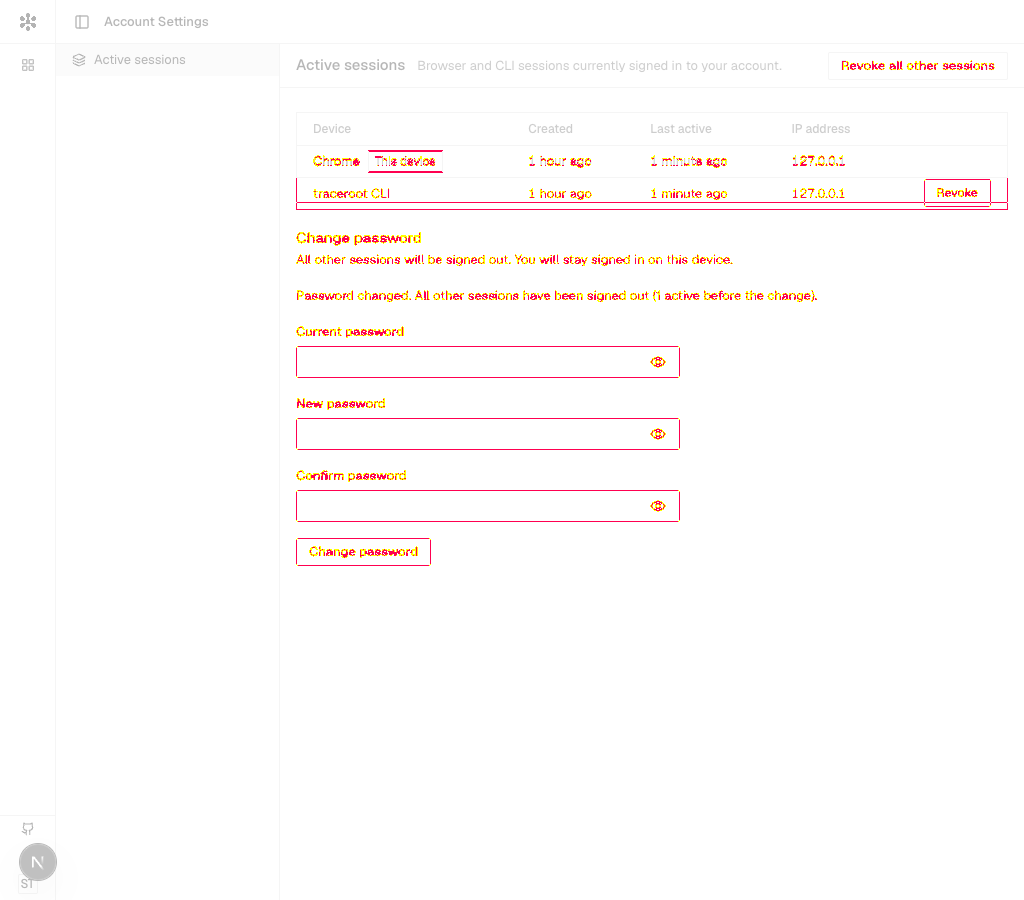 Account Settings
Active sessions
Active sessions Browser and CLI sessions currently signed in to your account. Revoke all other sessions
Device Created Last active IP address
Chrome This device 1 hour ago 1 minute ago 127.0.0.1
traceroot CLI 1 hour ago 1 minute ago 127.0.0.1 Revoke
Change password
All other sessions will be signed out. You will stay signed in on this device.
Password changed. All other sessions have been signed out (1 active before the change).
Current password
New password
Confirm password
Change password
N
ST